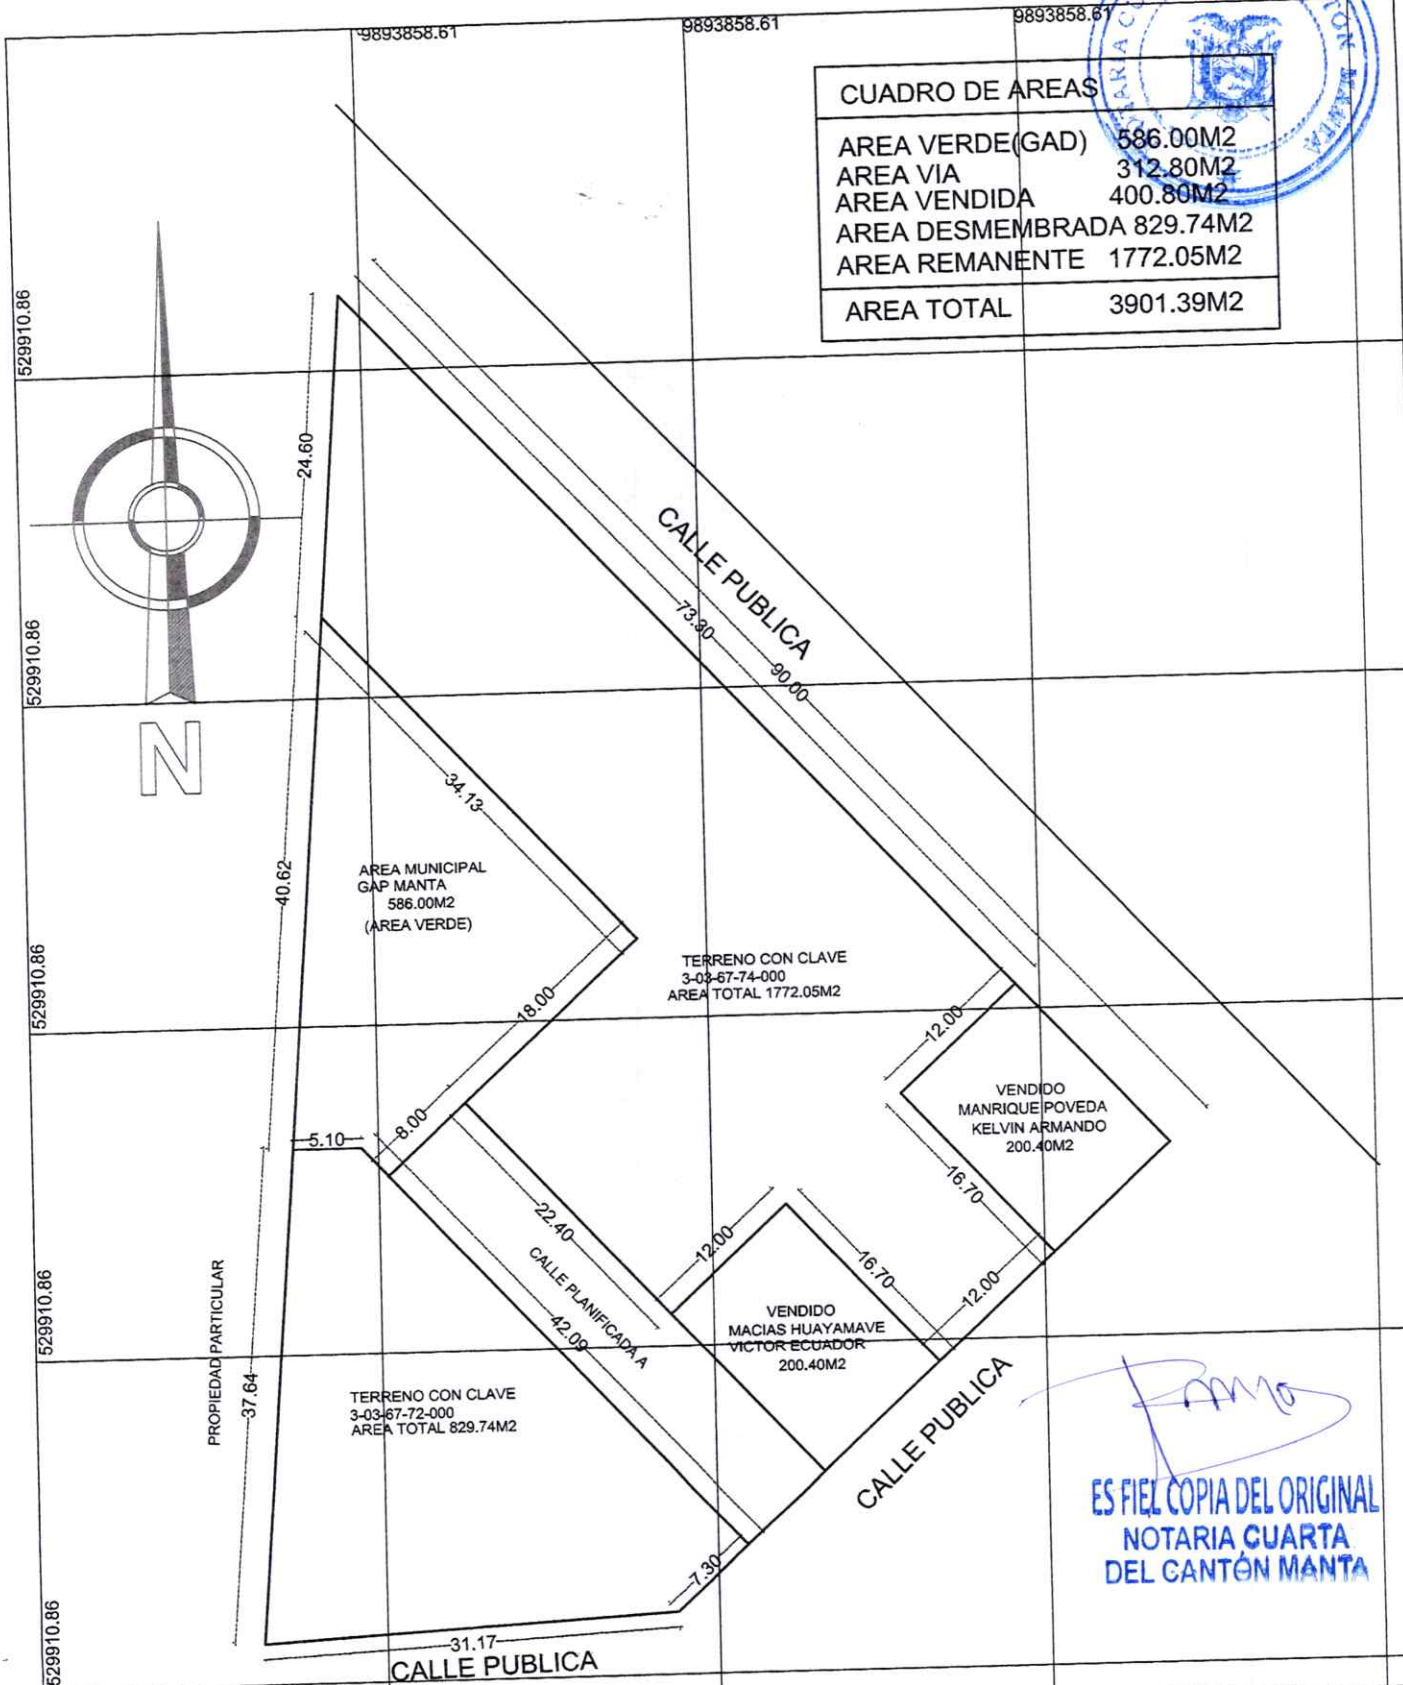 9893858.61
9893858.61
9893858.61
CUADRO DE AREAS
AREA VERDE(GAD) 586.00M2
AREA VIA 312.80M2
AREA VENDIDA 400.80M2
AREA DESMEMBRADA 829.74M2
AREA REMANENTE 1772.05M2
AREA TOTAL 3901.39M2
529910.86
24.60
CALLE PUBLICA
73.30
90.00
529910.86
N
34.13
40.62
AREA MUNICIPAL
GAP MANTA
586.00M2
(AREA VERDE)
529910.86
TERRENO CON CLAVE
3-03-67-74-000
AREA TOTAL 1772.05M2
18.00
12.00
VENDIDO
MANRIQUE POVEDA
KELVIN ARMANDO
200.40M2
8.00
5.10
16.70
22.40
12.00
16.70
12.00
CALLE PLANIFICADA A
42.09
529910.86
PROPIEDAD PARTICULAR
37.64
VENDIDO
MACIAS HUAYAMAVE
VICTOR ECUADOR
200.40M2
TERRENO CON CLAVE
3-03-67-72-000
AREA TOTAL 829.74M2
CALLE PUBLICA
ES FIEL COPIA DEL ORIGINAL
NOTARIA CUARTA
DEL CANTÓN MANTA
7.30
529910.86
31.17
CALLE PUBLICA